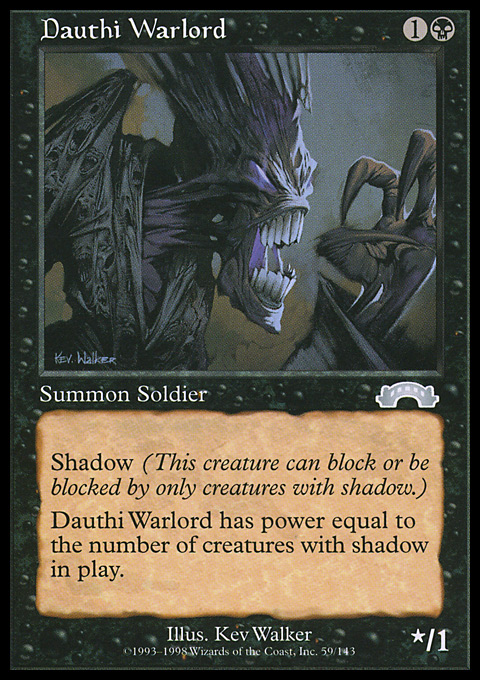 Dauthi Warlord 1
Kev. Walker
Summon Soldier
Shadow (This creature can block or be
blocked by only creatures with shadow.)
Dauthi Warlord has power equal to
the number of creatures with shadow
in play.
Illus. Kev Walker
©1993–1998 Wizards of the Coast, Inc. 59/143
*/1